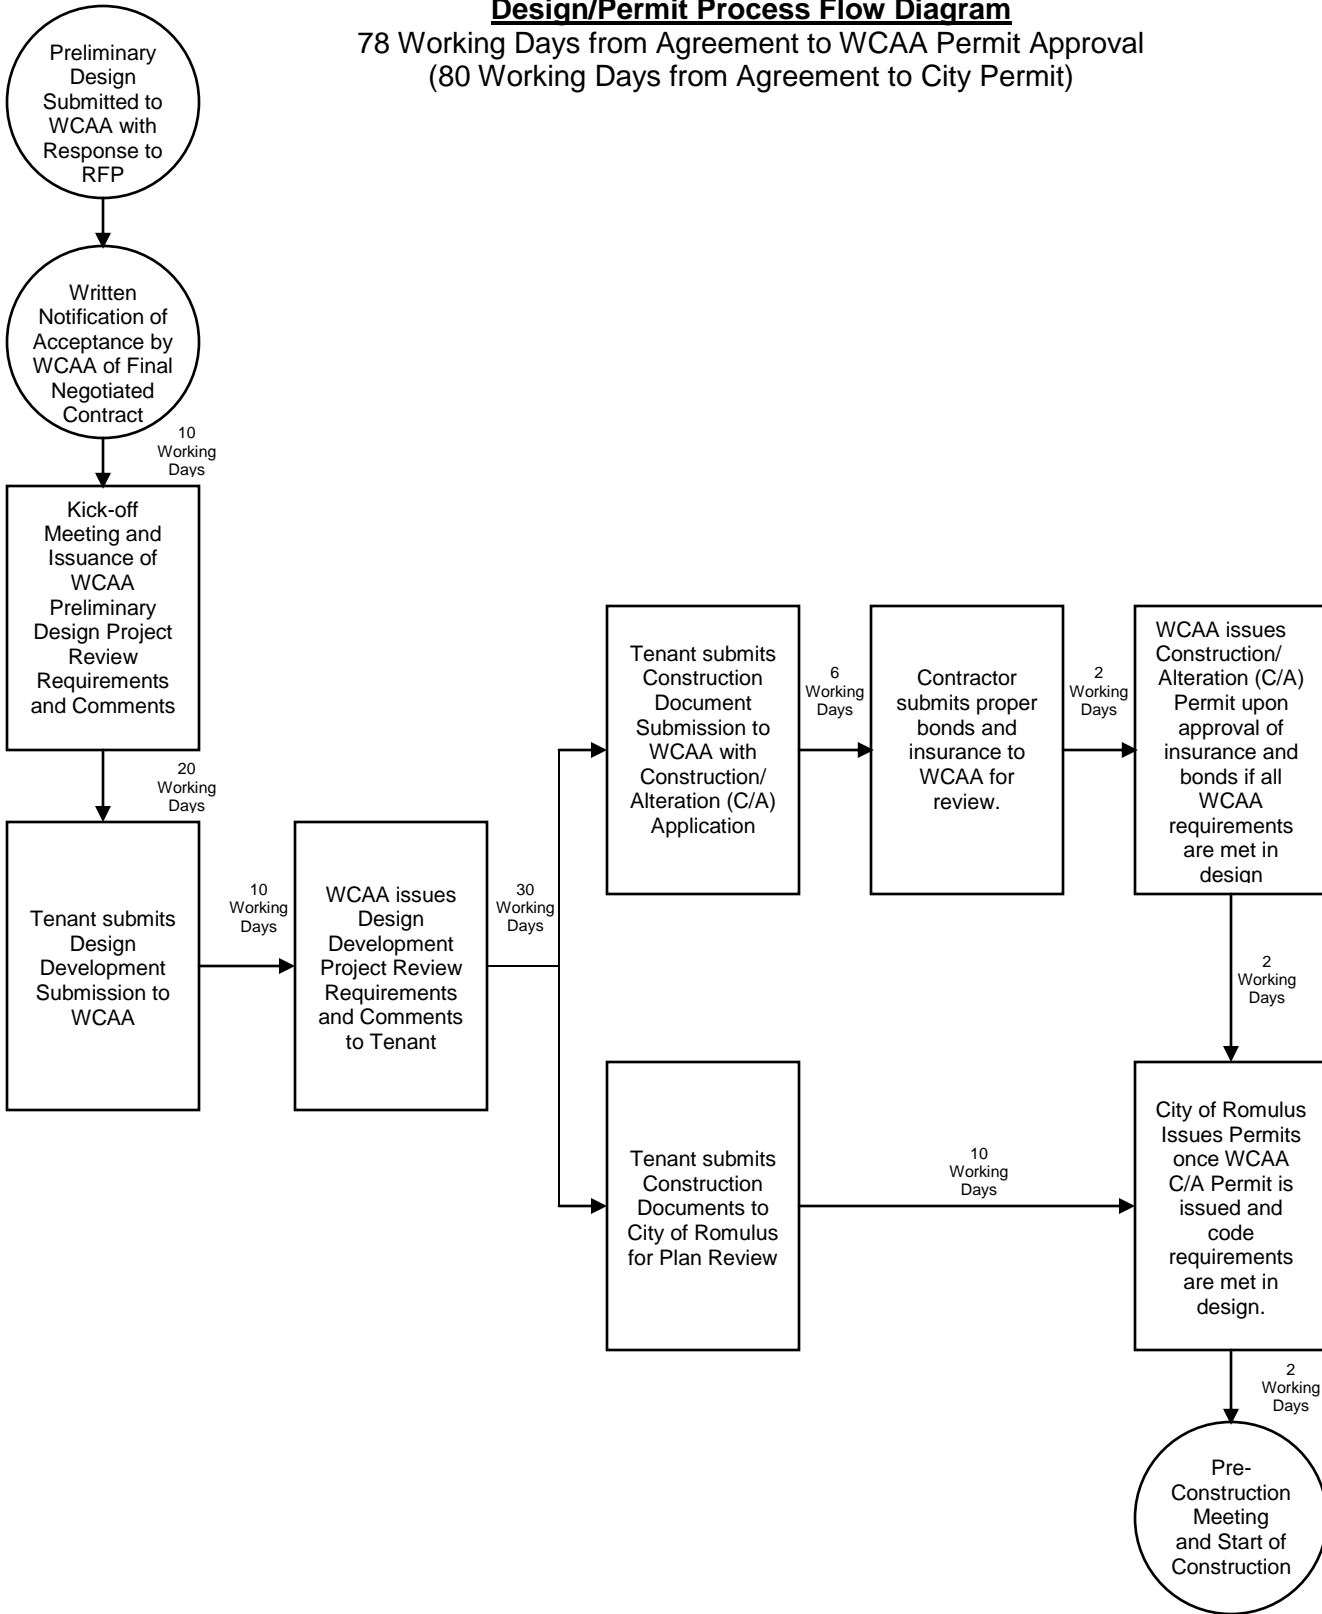 Design/Permit Process Flow Diagram
78 Working Days from Agreement to WCAA Permit Approval
(80 Working Days from Agreement to City Permit)
Preliminary
Design
Submitted to
WCAA with
Response to
RFP
Written
Notification of
Acceptance by
WCAA of Final
Negotiated
Contract
10
Working
Days
Kick-off
Meeting and
Issuance of
WCAA
Preliminary
Design Project
Review
Requirements
and Comments
20
Working
Days
Tenant submits
Design
Development
Submission to
WCAA
10
Working
Days
WCAA issues
Design
Development
Project Review
Requirements
and Comments
to Tenant
30
Working
Days
Tenant submits
Construction
Document
Submission to
WCAA with
Construction/
Alteration (C/A)
Application
6
Working
Days
Contractor
submits proper
bonds and
insurance to
WCAA for
review.
2
Working
Days
WCAA issues
Construction/
Alteration (C/A)
Permit upon
approval of
insurance and
bonds if all
WCAA
requirements
are met in
design
2
Working
Days
Tenant submits
Construction
Documents to
City of Romulus
for Plan Review
10
Working
Days
City of Romulus
Issues Permits
once WCAA
C/A Permit is
issued and
code
requirements
are met in
design.
2
Working
Days
Pre-
Construction
Meeting
and Start of
Construction